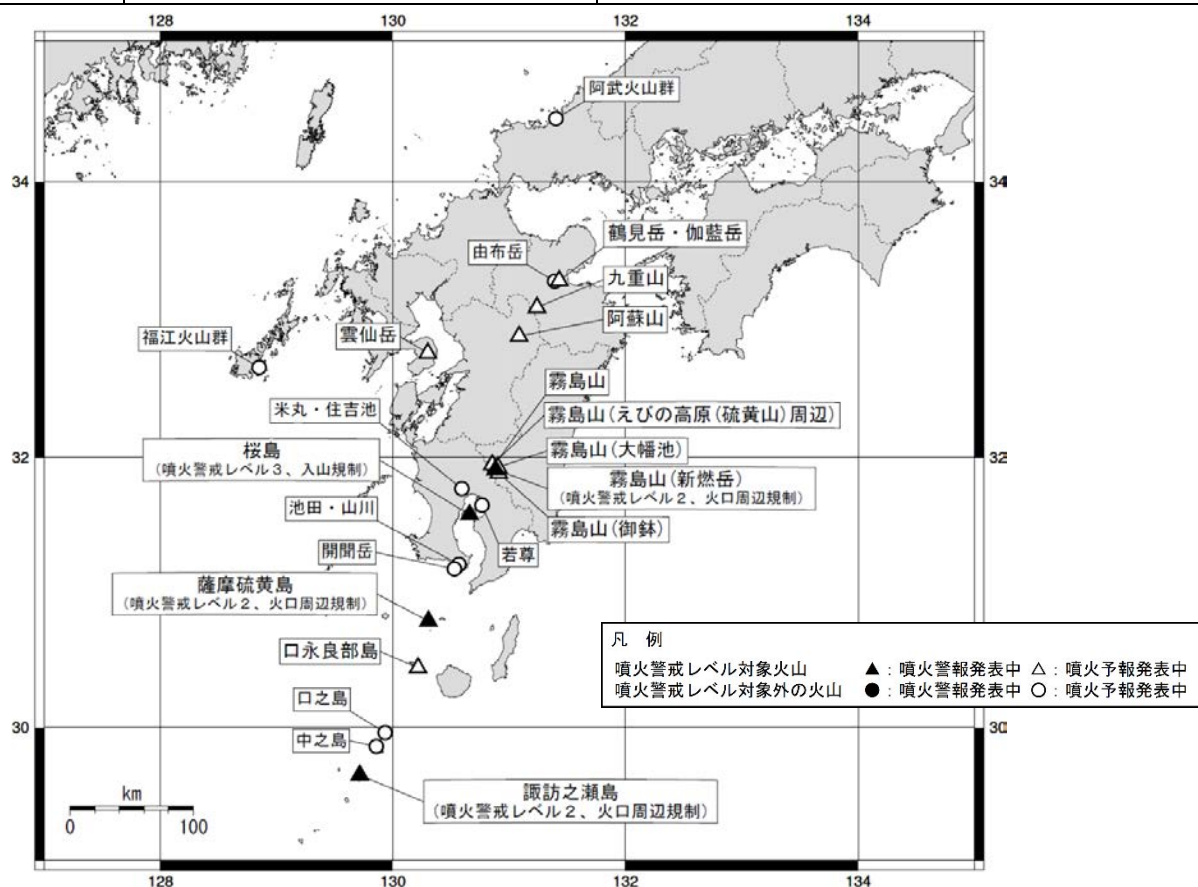 128 130 132 134
阿武火山群
34 34
鶴見岳・伽藍岳
由布岳
九重山
阿蘇山
雲仙岳
福江火山群
霧島山
霧島山(えびの高原(硫黄山)周辺)
米丸・住吉池
霧島山(大幡池)
桜島
(噴火警戒レベル3、入山規制)
32 32
霧島山(新燃岳)
(噴火警戒レベル2、火口周辺規制)
池田・山川
霧島山(御鉢)
開聞岳
若尊
薩摩硫黄島
(噴火警戒レベル2、火口周辺規制)
凡 例
噴火警戒レベル対象火山 ▲:噴火警報発表中 △:噴火予報発表中
噴火警戒レベル対象外の火山 ●:噴火警報発表中 ○:噴火予報発表中
口永良部島
口之島
30 30
中之島
諏訪之瀬島
(噴火警戒レベル2、火口周辺規制)
km
0 100
128 130 132 134